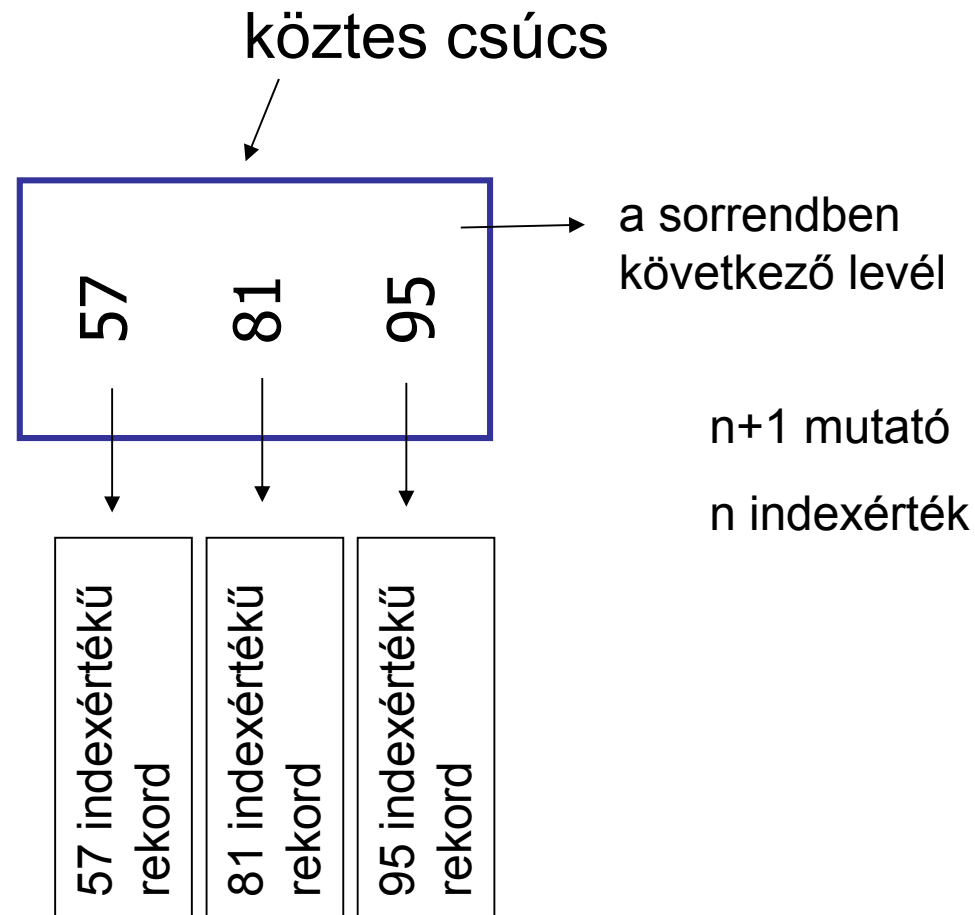 köztes csúcs
a sorrendben
következő levél
57
81
95
n+1 mutató
n indexérték
57 indexértékű
rekord
81 indexértékű
rekord
95 indexértékű
rekord